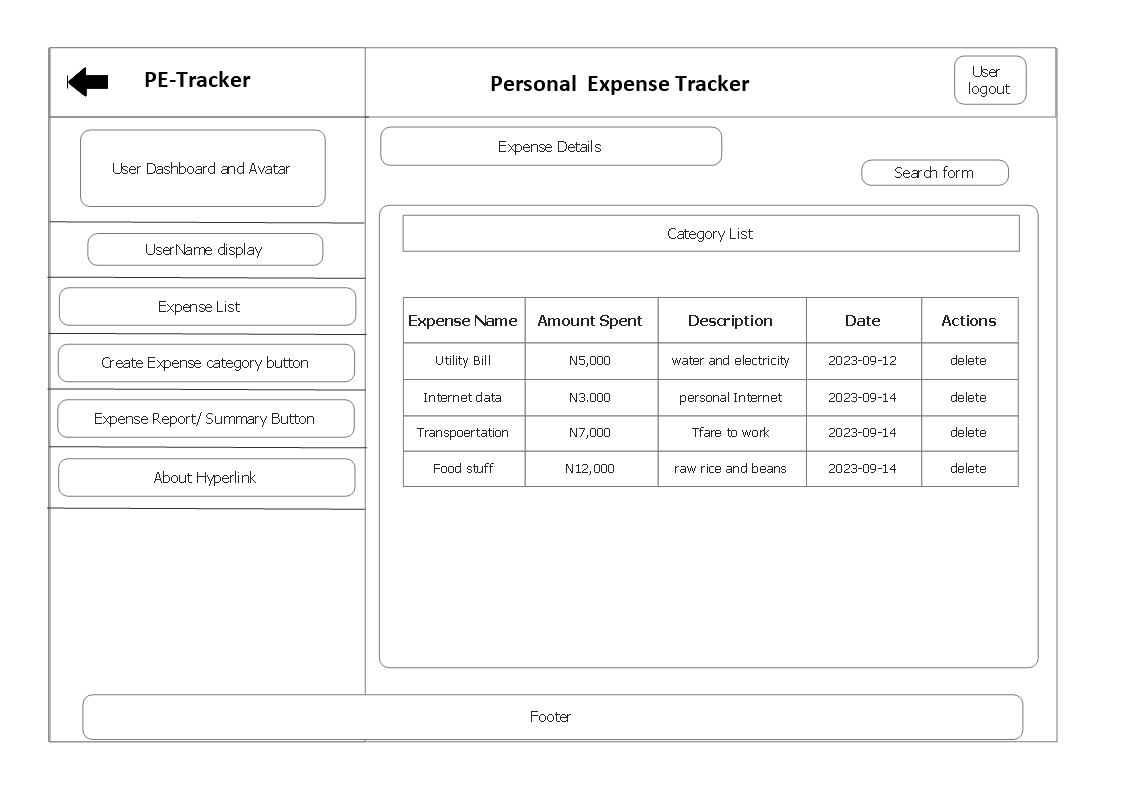 PE-Tracker
Personal Expense Tracker
User
logout
User Dashboard and Avatar
UserName display
Expense List
Create Expense category button
Expense Report/ Summary Button
About Hyperlink
Expense Details
Search form
Category List
Expense Name Amount Spent Description Date Actions
Utility Bill N5,000 water and electricity 2023-09-12 delete
Internet data N3.000 personal Internet 2023-09-14 delete
Transpoertation N7,000 Tfare to work 2023-09-14 delete
Food stuff N12,000 raw rice and beans 2023-09-14 delete
Footer